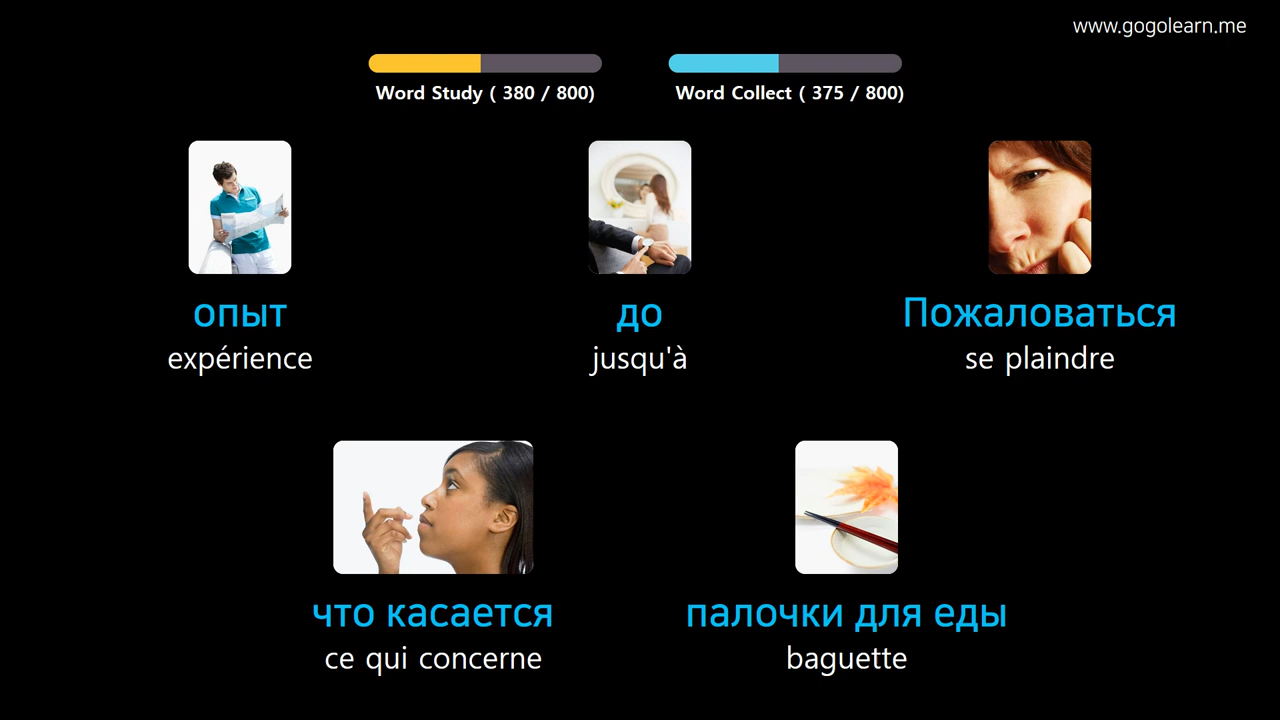 www.gogolearn.me
Word Study ( 380 / 800)
Word Collect ( 375 / 800)
опыт
expérience
до
jusqu'à
Пожаловаться
se plaindre
что касается
ce qui concerne
палочки для еды
baguette